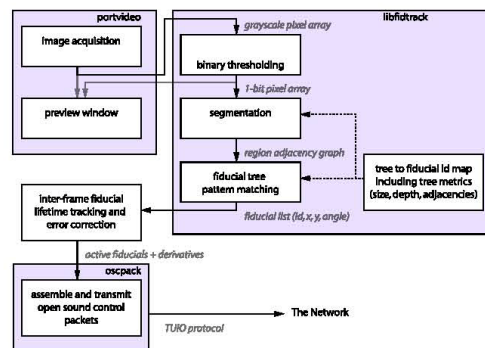 portvideo
libfidtrack
image acquisition
grayscale pixel array
binary thresholding
1-bit pixel array
preview window
segmentation
region adjacency graph
fiducial tree
pattern matching
tree to fiducial id map
including tree metrics
(size, depth, adjacencies)
inter-frame fiducial
lifetime tracking and
error correction
fiducial list (id, x, y, angle)
active fiducials + derivatives
oscpack
assemble and transmit
open sound control
packets
The Network
TUIO protocol